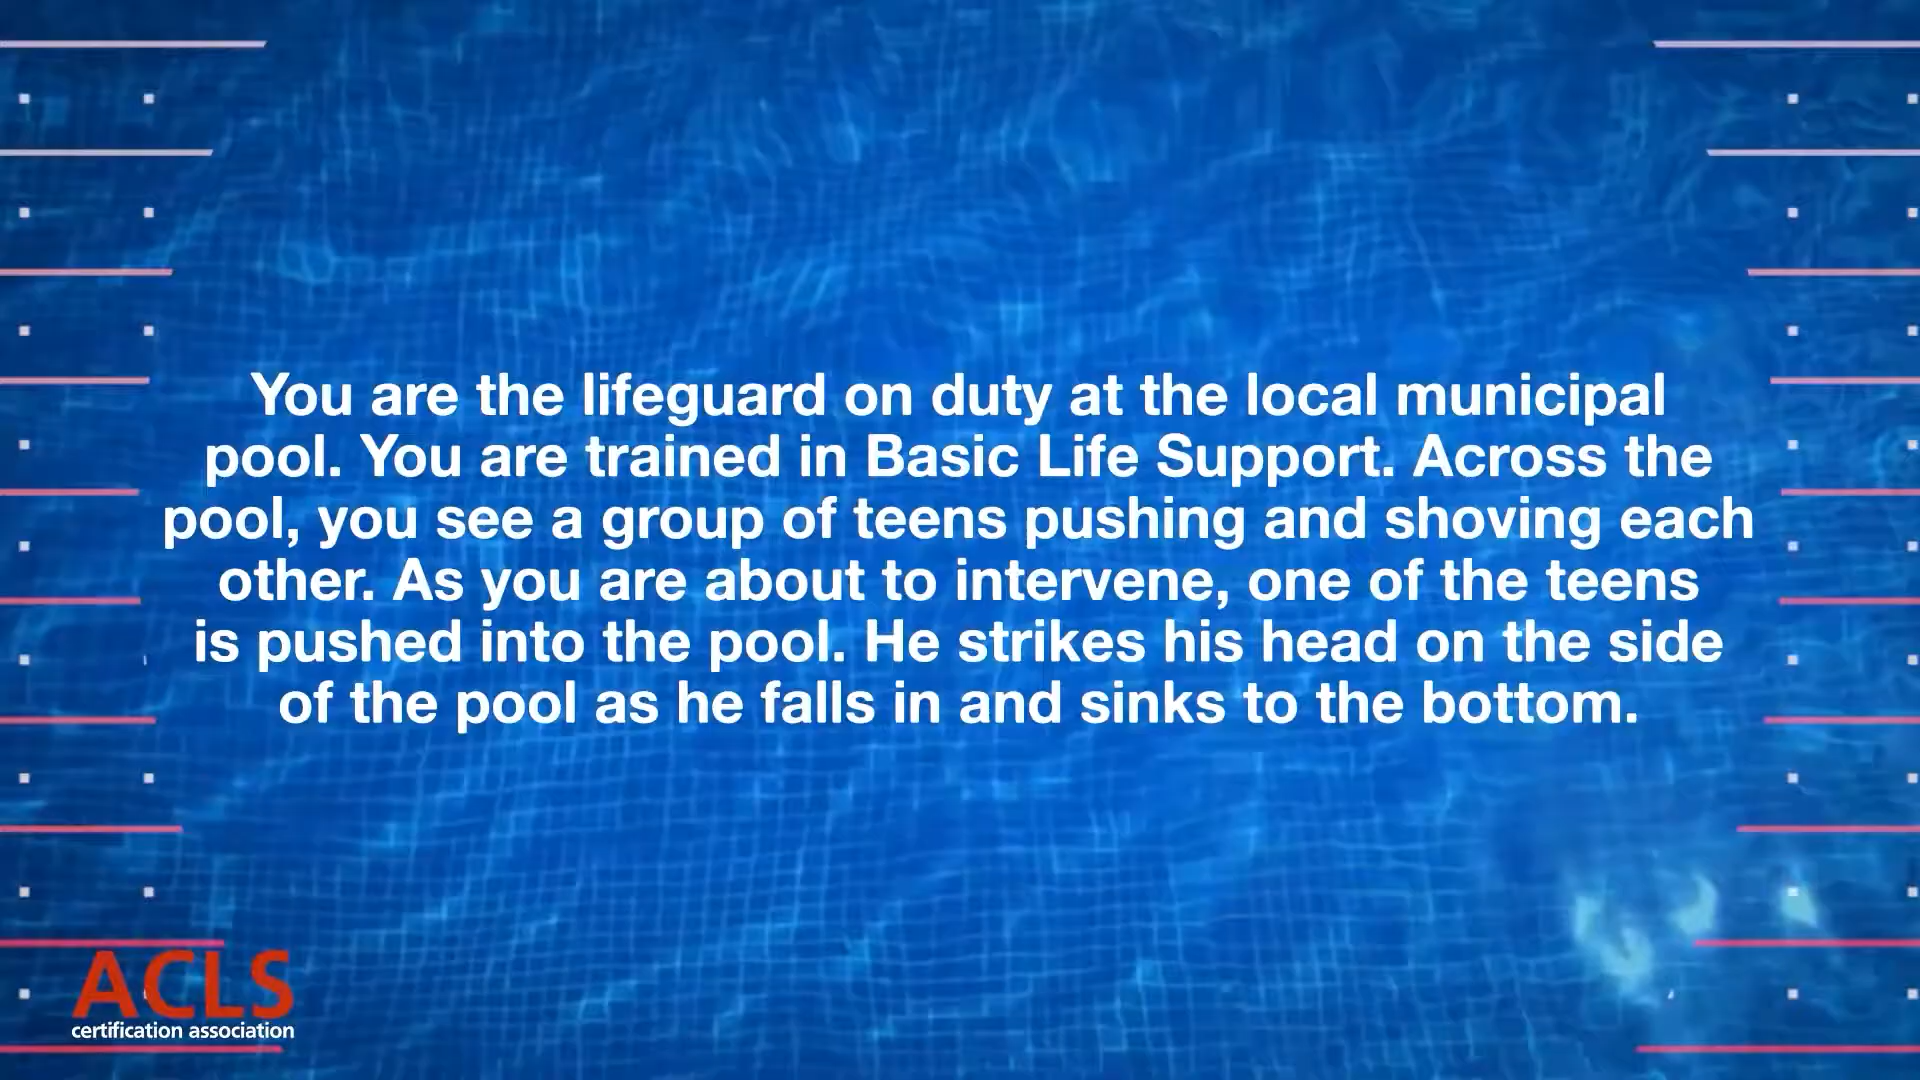 You are the lifeguard on duty at the local municipal
pool. You are trained in Basic Life Support. Across the
pool, you see a group of teens pushing and shoving each
other. As you are about to intervene, one of the teens
is pushed into the pool. He strikes his head on the side
of the pool as he falls in and sinks to the bottom.
ACLS
certification association